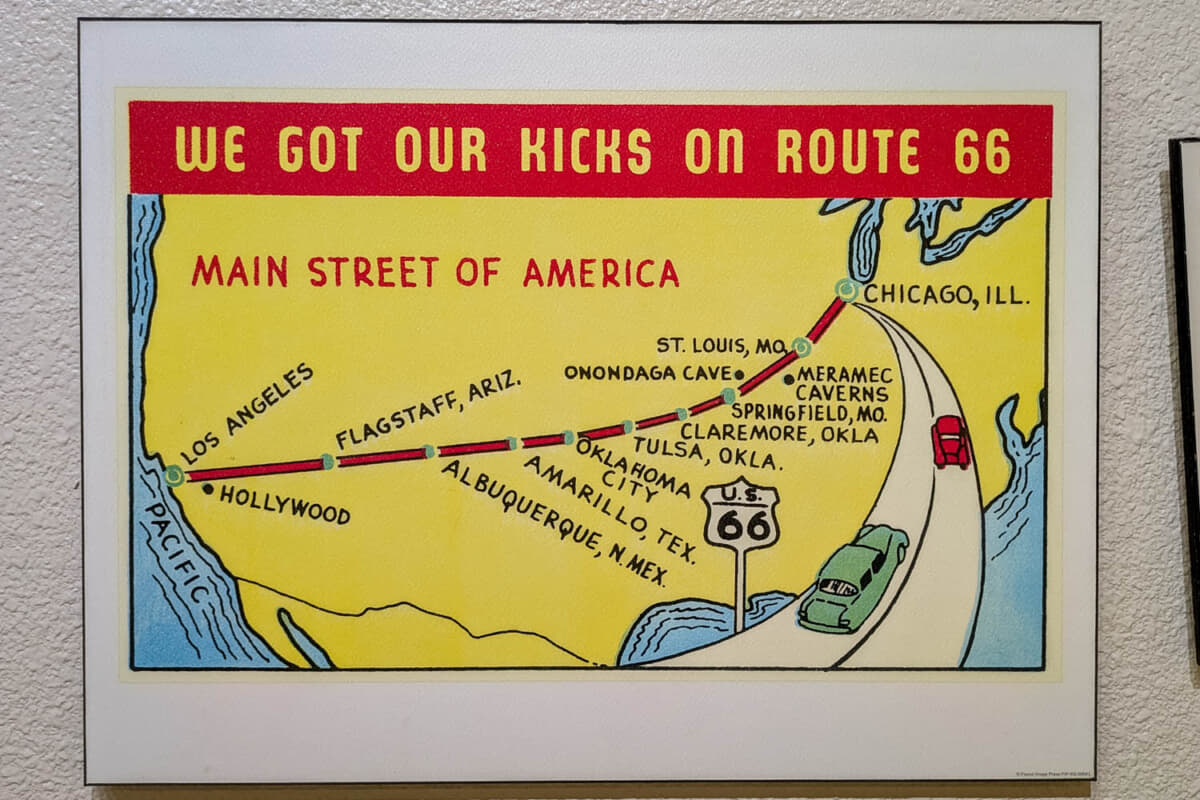 WE GOT OUR KICKS ON ROUTE 66
MAIN STREET OF AMERICA
CHICAGO, ILL.
ST. LOUIS, MO.
ONONDAGA CAVE
MERAMEC
CAVERNS
SPRINGFIELD, MO.
CLAREMORE, OKLA
TULSA, OKLA.
OKLAHOMA
CITY
AMARILLO, TEX.
ALBUQUERQUE, N. MEX.
FLAGSTAFF, ARIZ.
LOS ANGELES
HOLLYWOOD
PACIFIC
U.S.
66